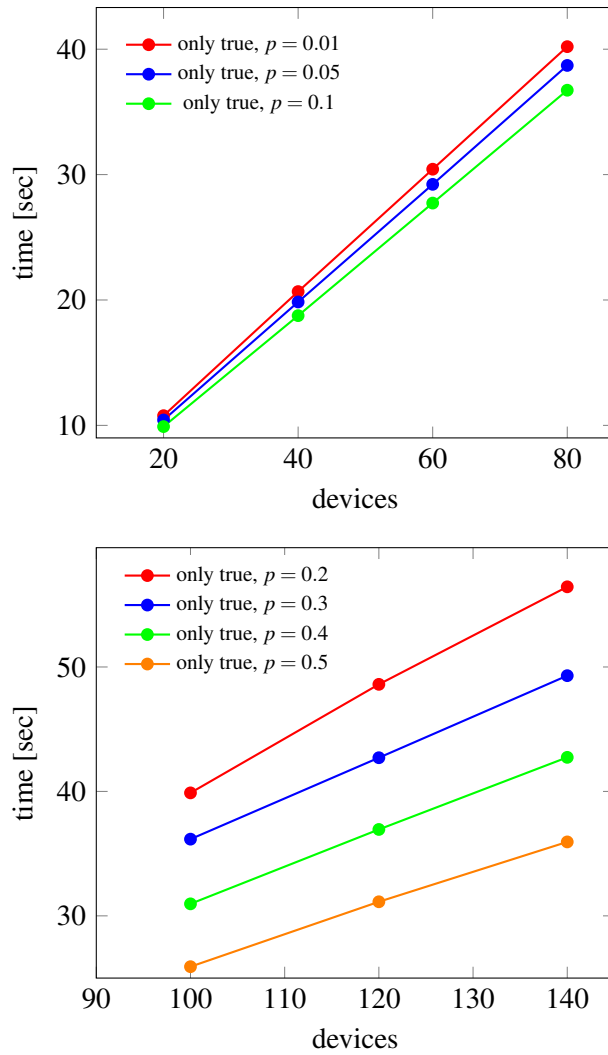 40
30
20
10
time [sec]
only true, p = 0.01
only true, p = 0.05
only true, p = 0.1
20 40 60 80
devices
50
40
30
time [sec]
only true, p = 0.2
only true, p = 0.3
only true, p = 0.4
only true, p = 0.5
90 100 110 120 130 140
devices